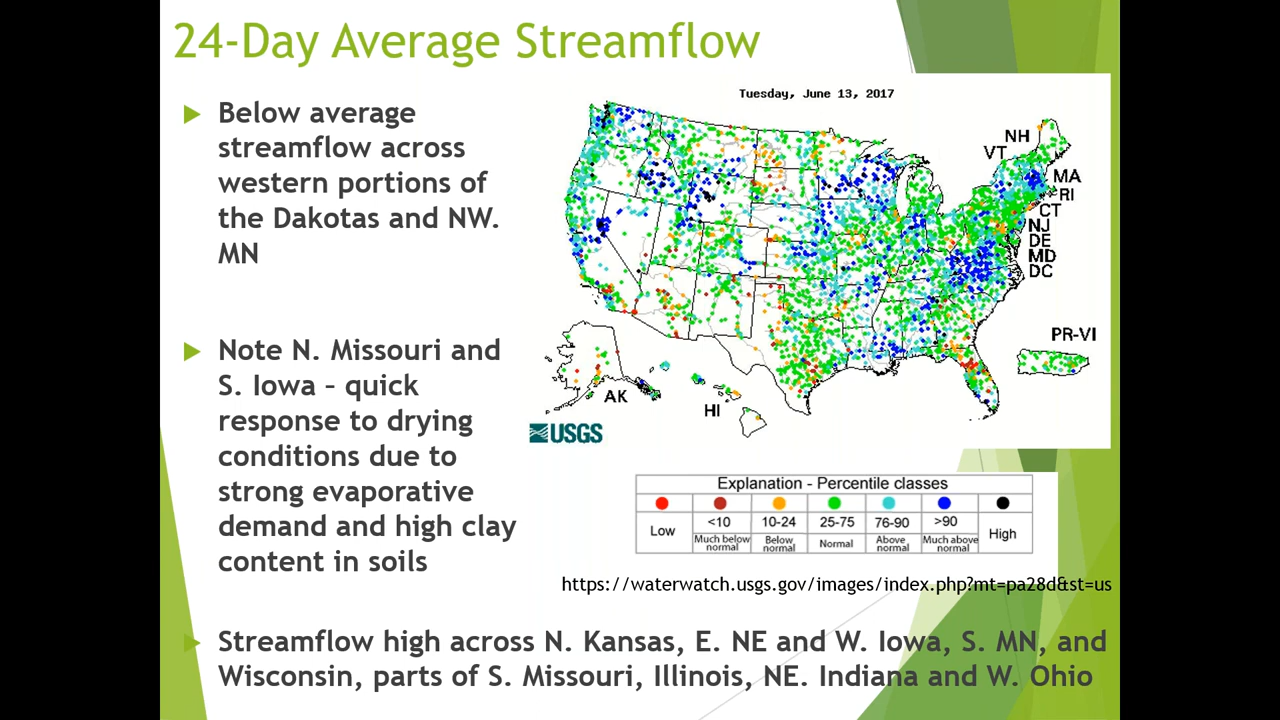 24-Day Average Streamflow
Below average
streamflow across
western portions of
the Dakotas and NW.
MN
Note N. Missouri and
S. Iowa – quick
response to drying
conditions due to
strong evaporative
demand and high clay
content in soils
Tuesday, June 13, 2017
NH
VT
MA
RI
CT
NJ
DE
MD
DC
PR-VI
AK
HI
USGS
Explanation - Percentile classes
Low
<10
10-24
25-75
76-90
>90
High
Much below
normal
Below
normal
Normal
Above
normal
Much above
normal
https://waterwatch.usgs.gov/images/index.php?mt=pa28d&st=us
Streamflow high across N. Kansas, E. NE and W. Iowa, S. MN, and
Wisconsin, parts of S. Missouri, Illinois, NE. Indiana and W. Ohio